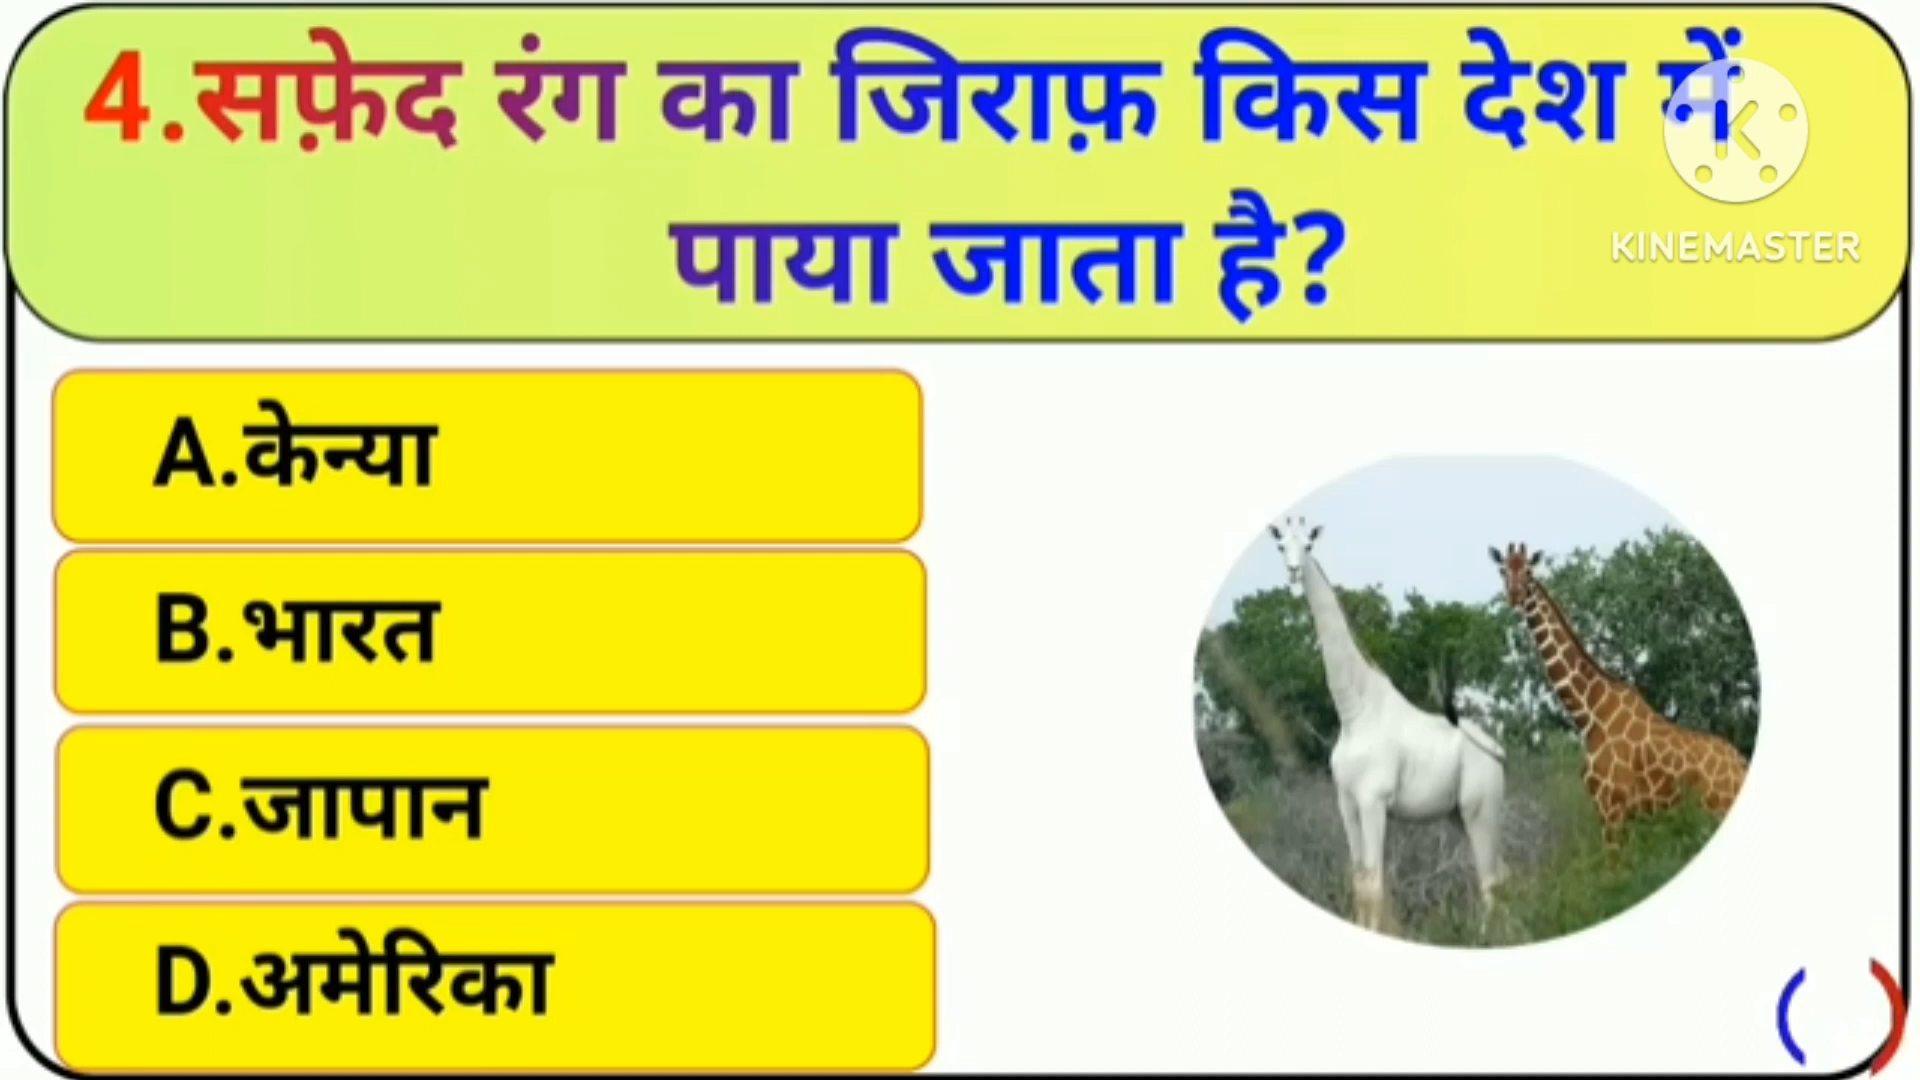 4.सफ़ेद रंग का जिराफ़ किस देश में
पाया जाता है?
KINEMASTER
A.केन्या
B.भारत
C.जापान
D.अमेरिका